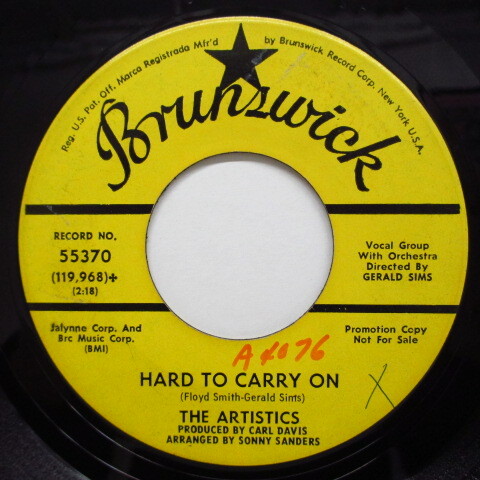 Reg. U.S. Pat. Off. Marca Registrada Mfr'd by Brunswick Record Corp. New York U.S.A.
Brunswick
RECORD NO.
55370
(119,968)+
(2:18)
Vocal Group
With Orchestra
Directed By
GERALD SIMS
Jalynne Corp. And
Brc Music Corp.
(BMI)
Promotion Copy
Not For Sale
HARD TO CARRY ON
(Floyd Smith-Gerald Sims)
THE ARTISTICS
PRODUCED BY CARL DAVIS
ARRANGED BY SONNY SANDERS
X